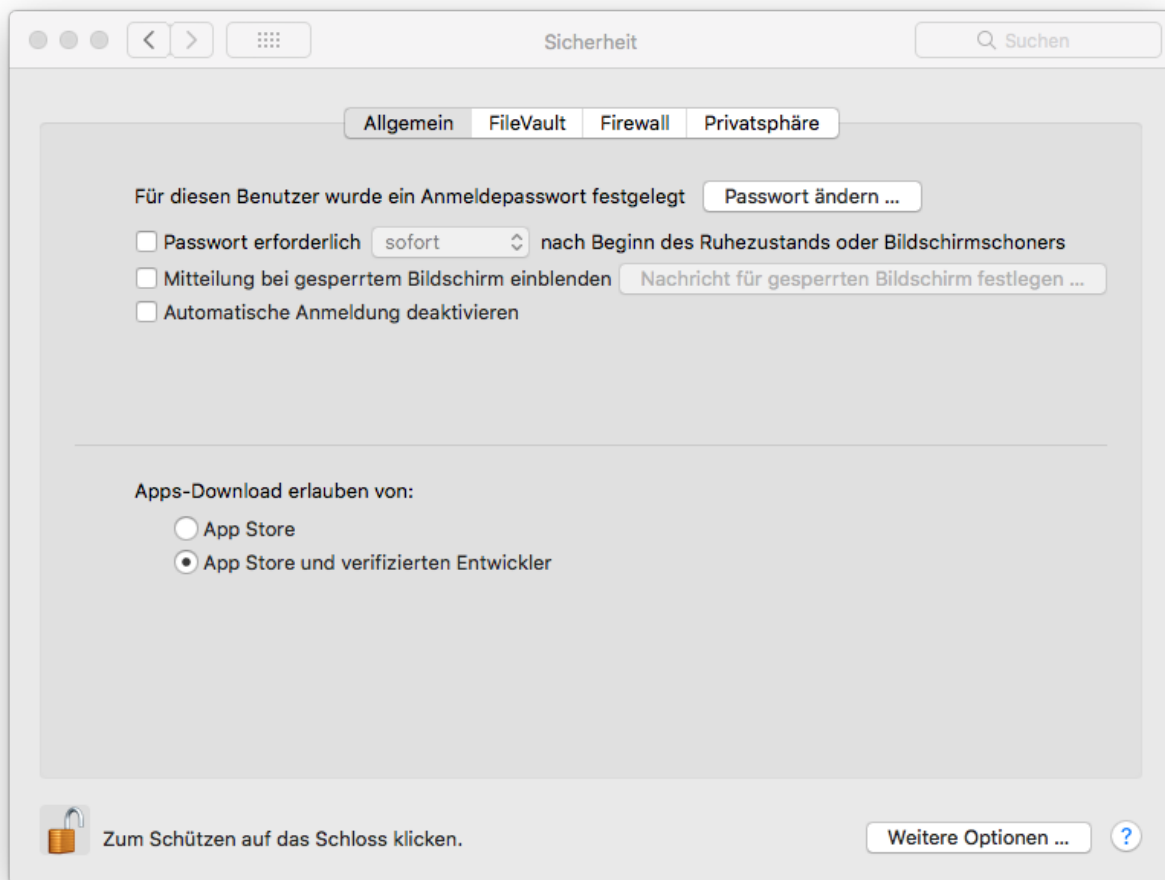 Sicherheit
Suchen
Allgemein FileVault Firewall Privatsphäre
Für diesen Benutzer wurde ein Anmeldepasswort festgelegt Passwort ändern ...
Passwort erforderlich sofort nach Beginn des Ruhezustands oder Bildschirmschoners
Mitteilung bei gesperrtem Bildschirm einblenden Nachricht für gesperrten Bildschirm festlegen ...
Automatische Anmeldung deaktivieren
Apps-Download erlauben von:
App Store
App Store und verifizierten Entwickler
Zum Schützen auf das Schloss klicken. Weitere Optionen ... ?